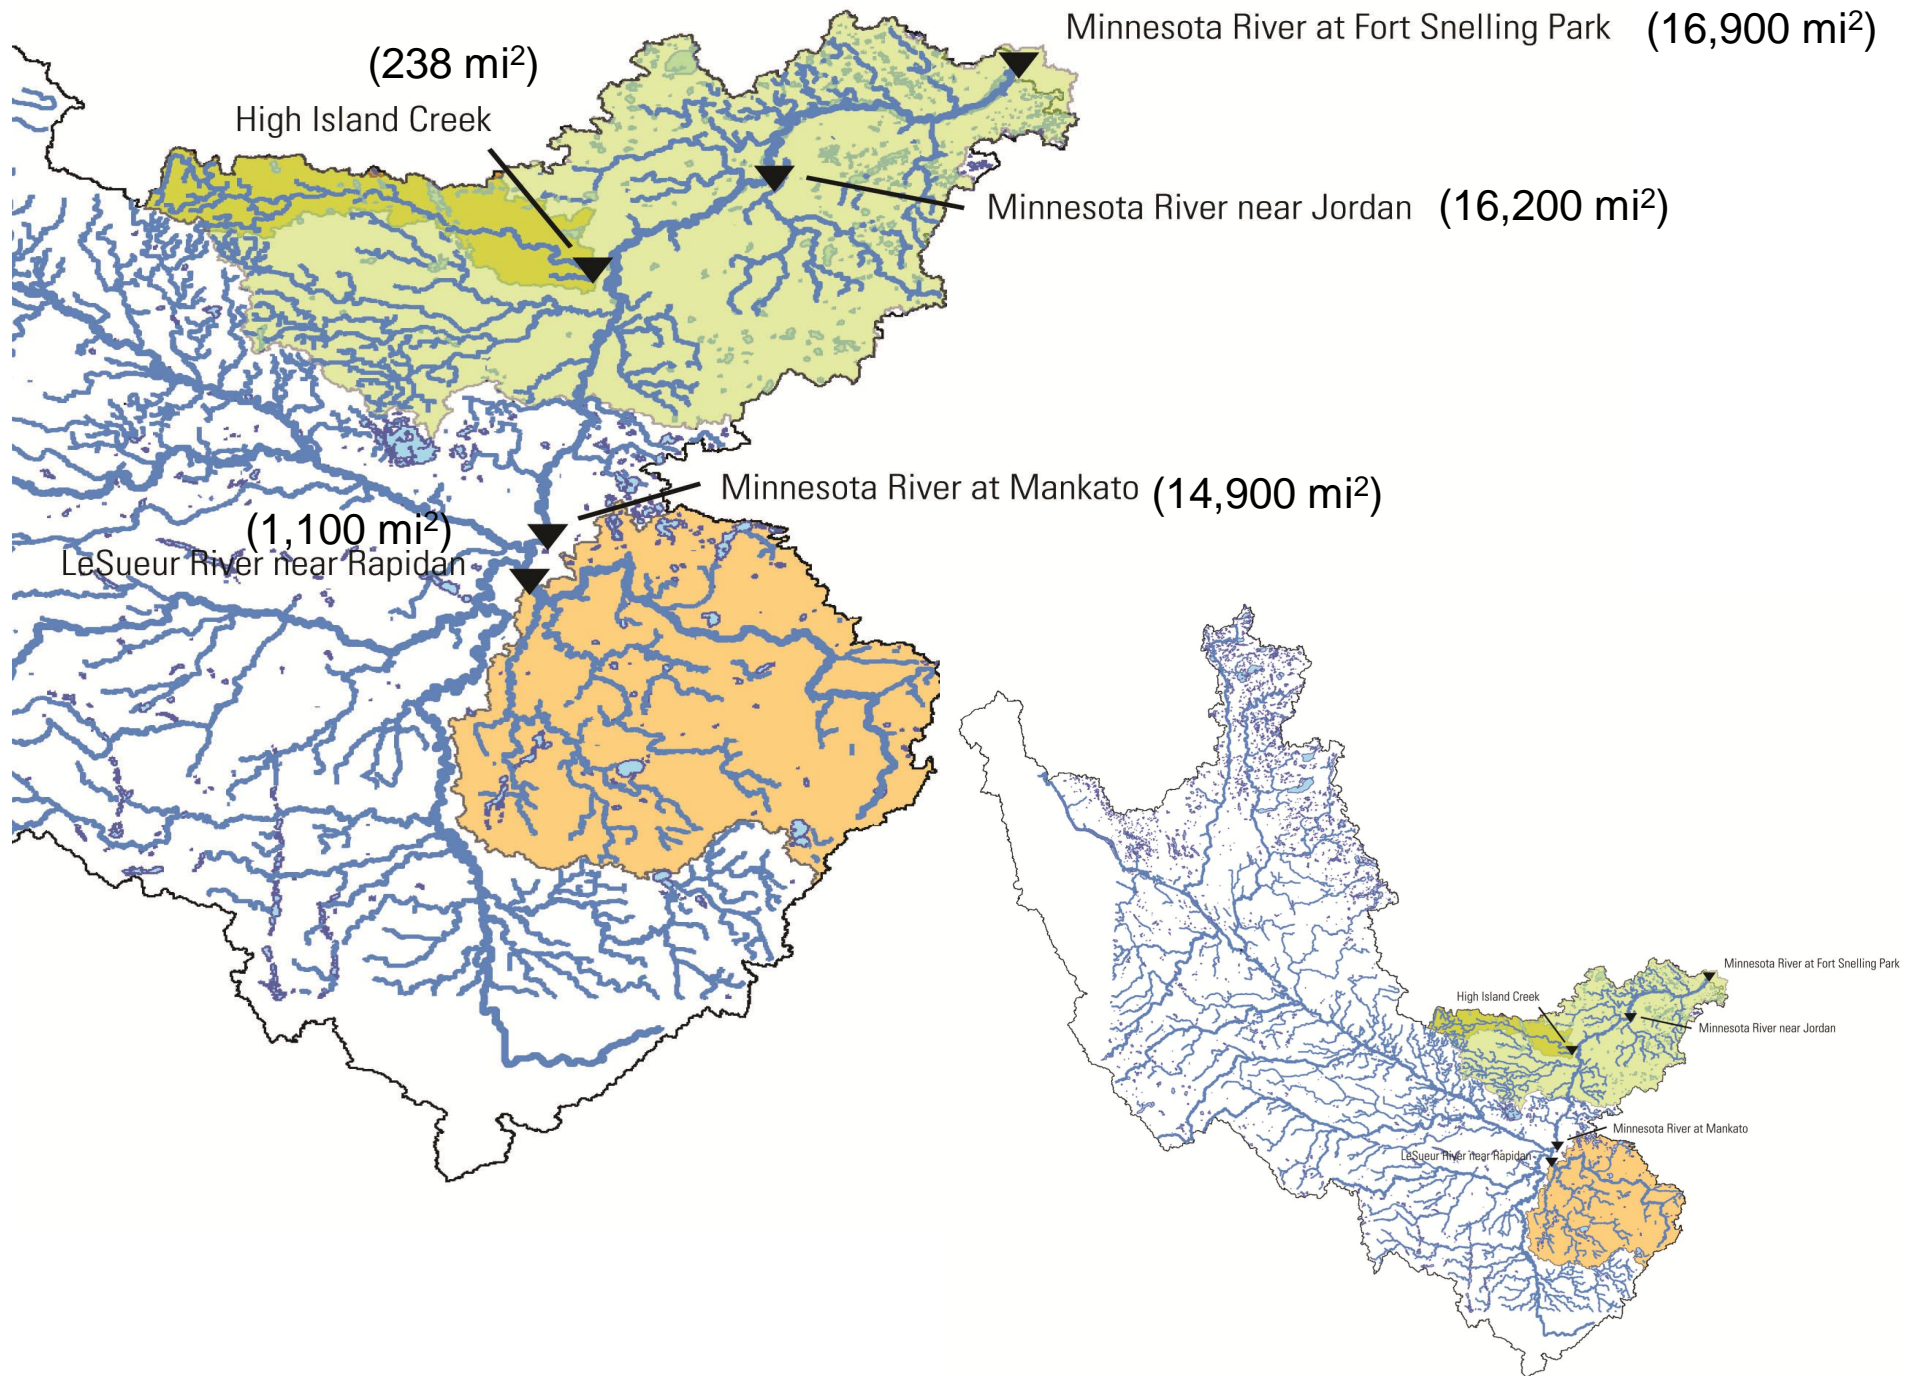 Minnesota River at Fort Snelling Park (16,900 mi²)
(238 mi²)
High Island Creek
Minnesota River near Jordan (16,200 mi²)
Minnesota River at Mankato (14,900 mi²)
(1,100 mi²)
LeSueur River near Rapidan
Minnesota River at Fort Snelling Park
High Island Creek
Minnesota River near Jordan
Minnesota River at Mankato
LeSueur River near Rapidan